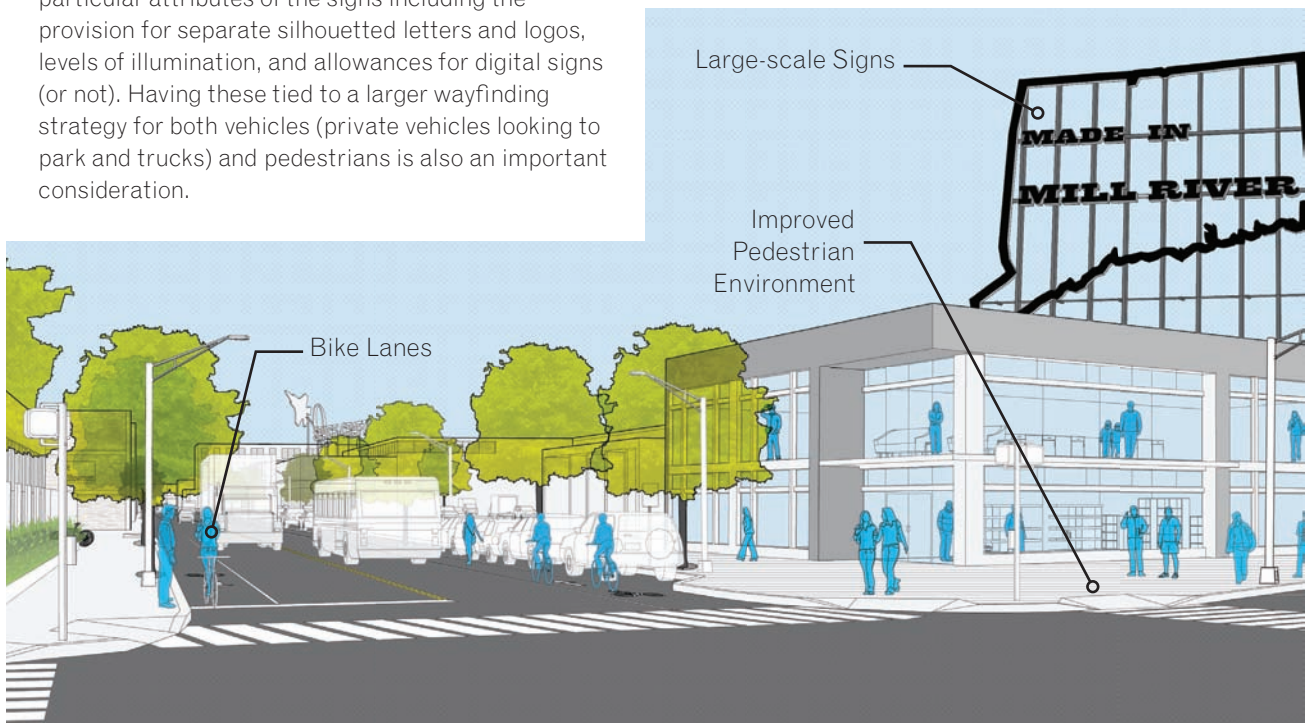 particular attributes of the signs including the
provision for separate silhouetted letters and logos,
levels of illumination, and allowances for digital signs
(or not). Having these tied to a larger wayfinding
strategy for both vehicles (private vehicles looking to
park and trucks) and pedestrians is also an important
consideration.
Large-scale Signs
MADE IN
MILL RIVER
Improved
Pedestrian
Environment
Bike Lanes